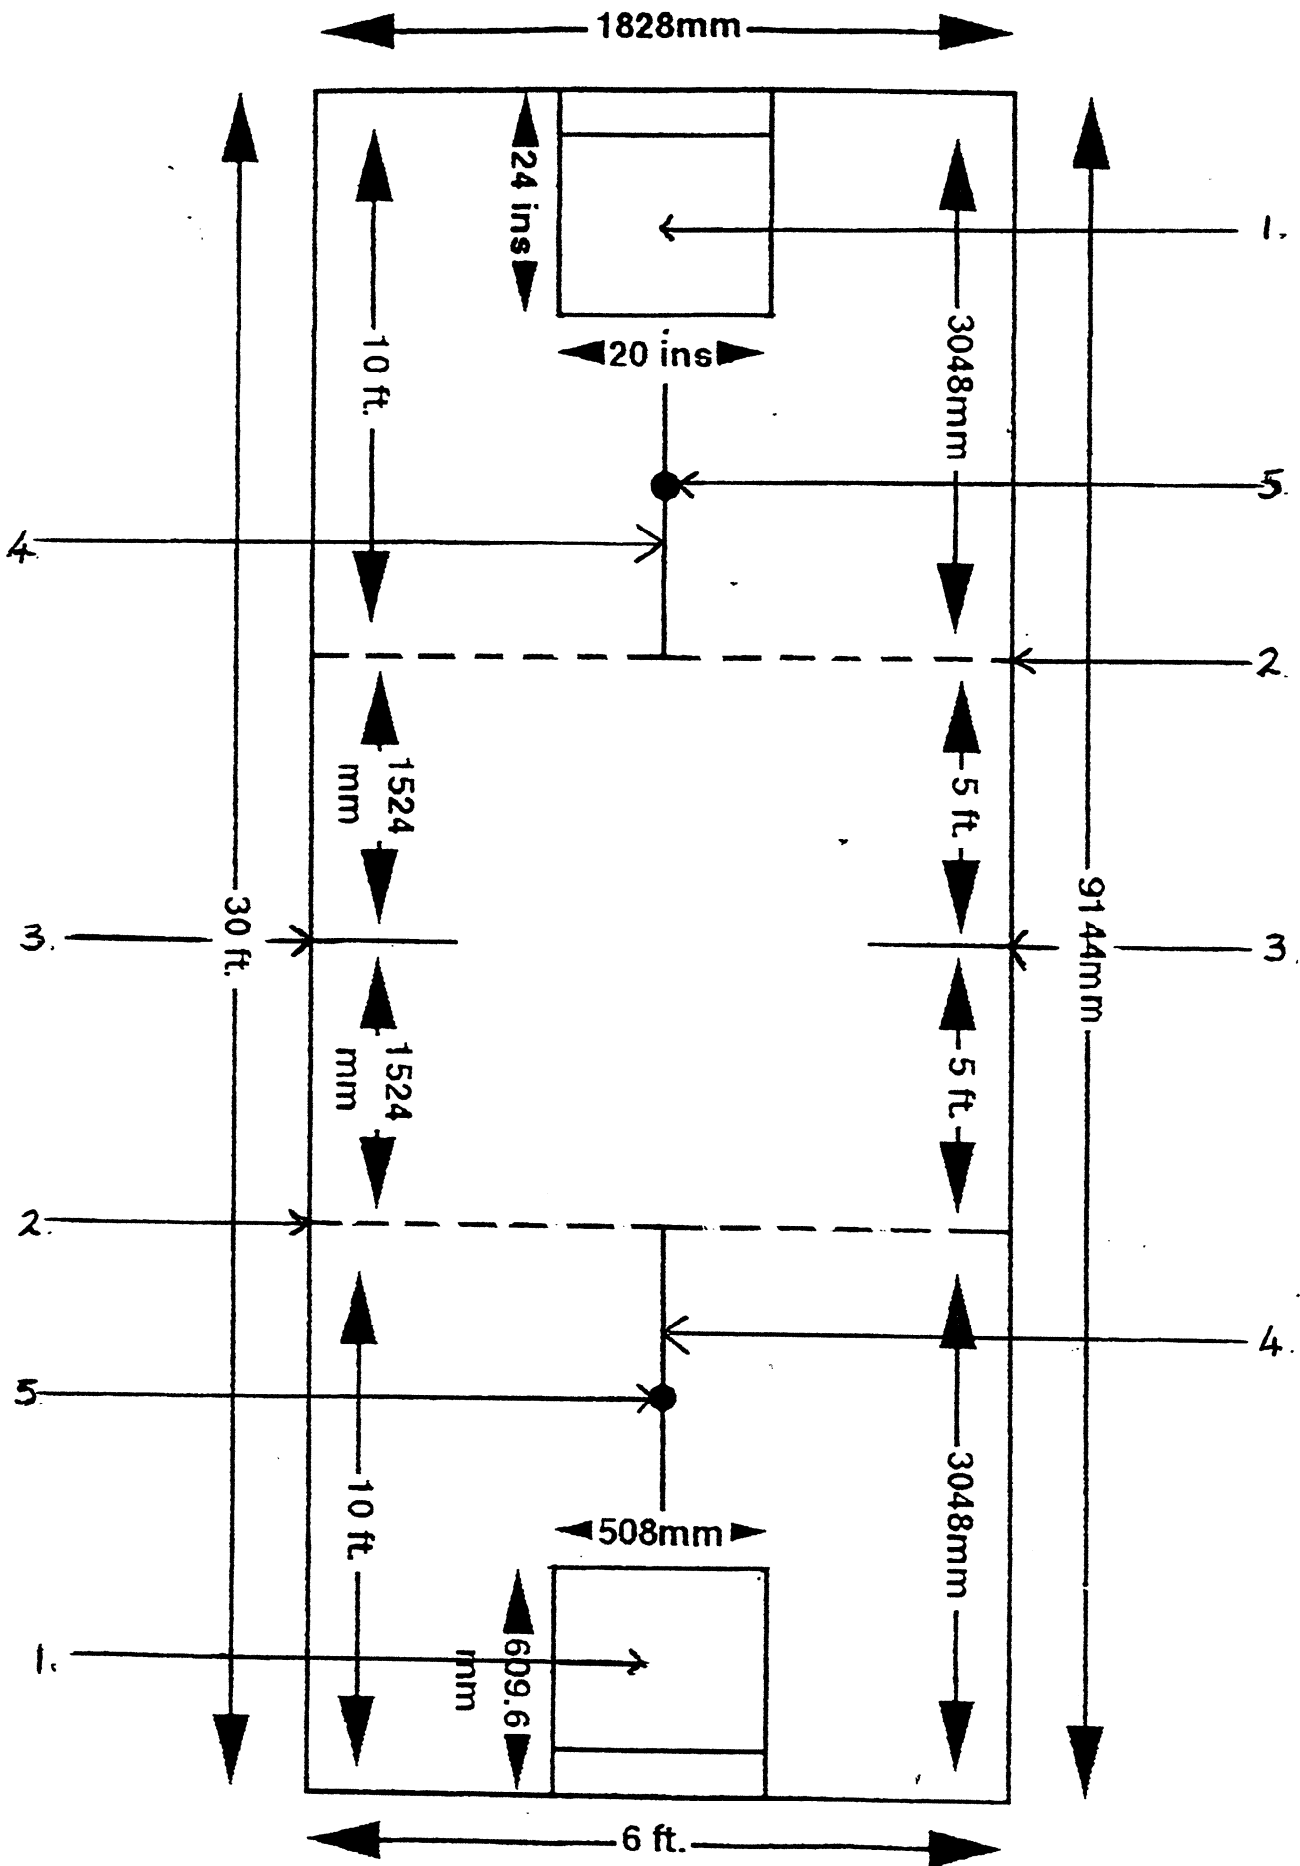 1828mm
24 ins
1.
20 ins
10 ft.
3048mm
5.
4.
2.
1524
mm
5 ft.
30 ft.
9144mm
3.
3.
1524
mm
5 ft.
2.
4.
5.
10 ft.
3048mm
508mm
1.
609.6
mm
6 ft.